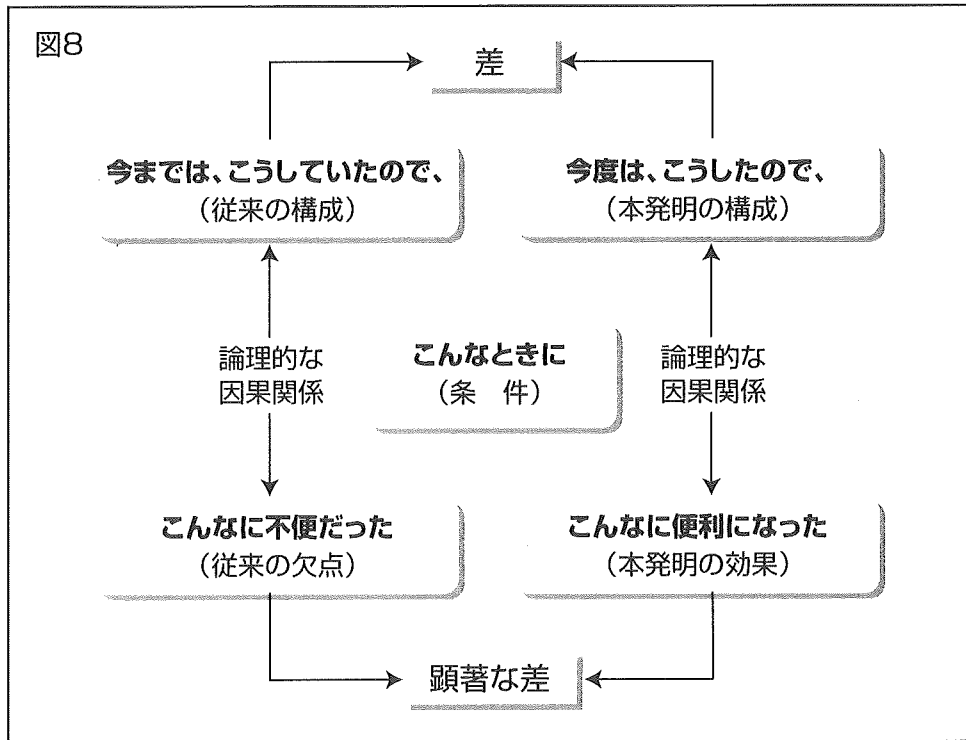 図8
差
今までは、こうしていたので、
（従来の構成）
今度は、こうしたので、
（本発明の構成）
論理的な
因果関係
こんなときに
（条　件）
論理的な
因果関係
こんなに不便だった
（従来の欠点）
こんなに便利になった
（本発明の効果）
顕著な差